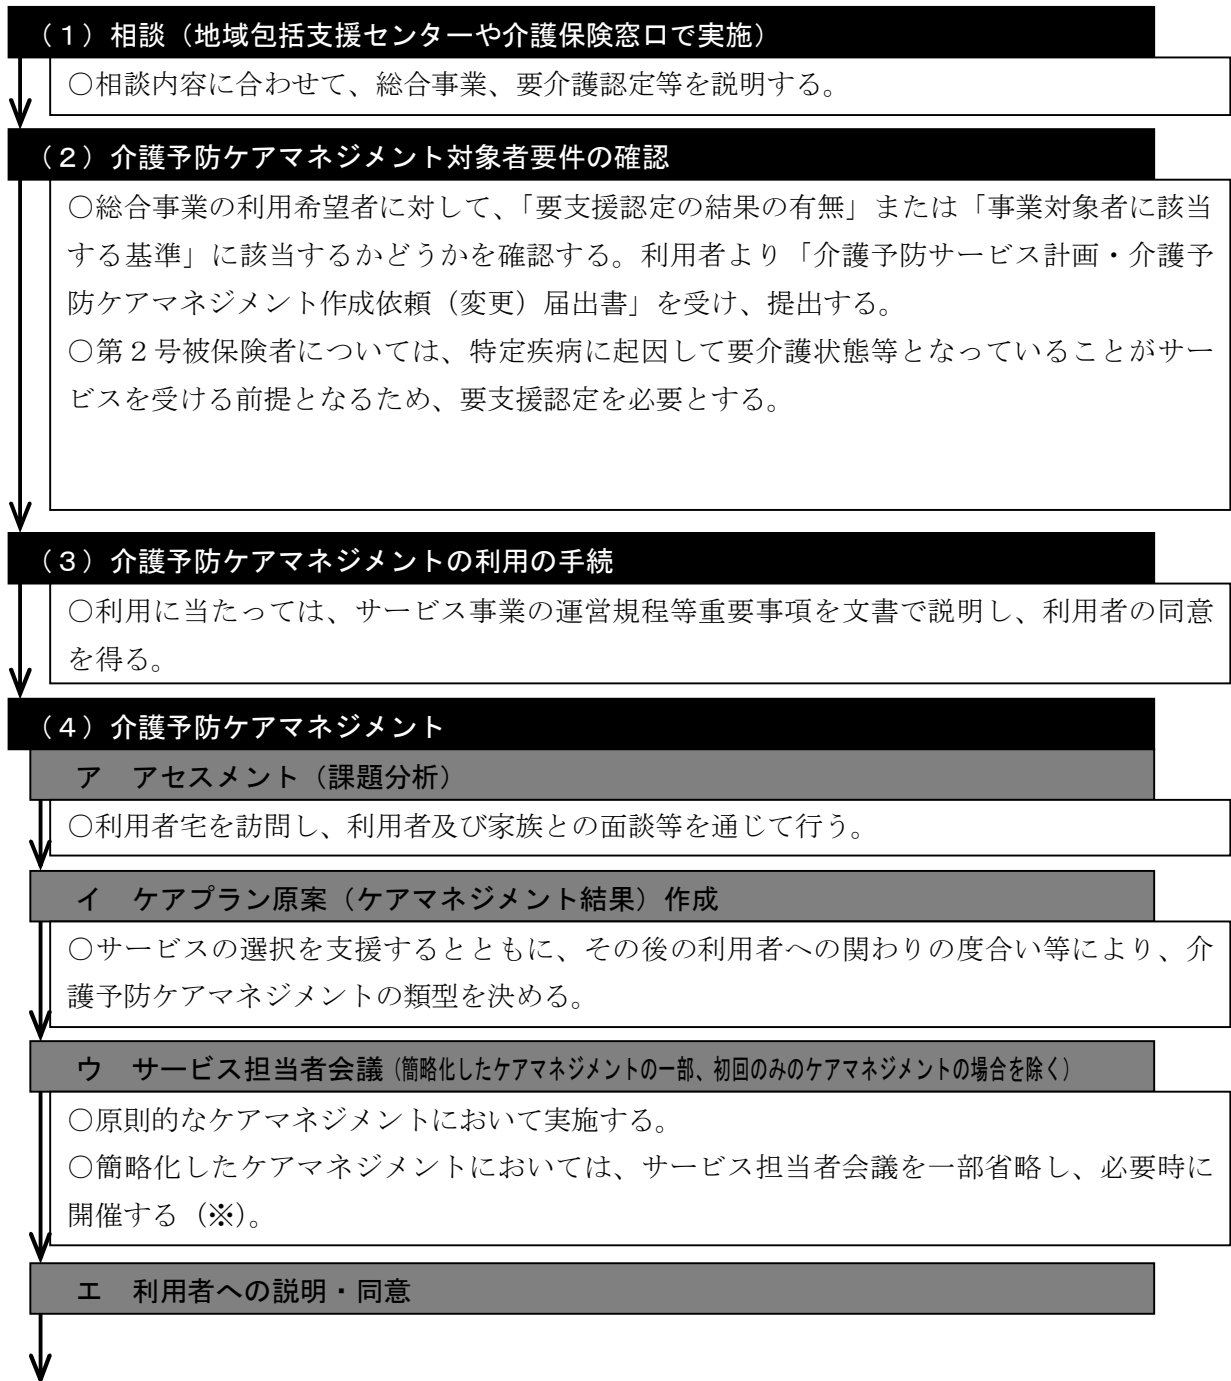 （１）相談（地域包括支援センターや介護保険窓口で実施）
○相談内容に合わせて、総合事業、要介護認定等を説明する。
（２）介護予防ケアマネジメント対象者要件の確認
○総合事業の利用希望者に対して、「要支援認定の結果の有無」または「事業対象者に該当
する基準」に該当するかどうかを確認する。利用者より「介護予防サービス計画・介護予
防ケアマネジメント作成依頼（変更）届出書」を受け、提出する。
○第２号被保険者については、特定疾病に起因して要介護状態等となっていることがサー
ビスを受ける前提となるため、要支援認定を必要とする。
（３）介護予防ケアマネジメントの利用の手続
○利用に当たっては、サービス事業の運営規程等重要事項を文書で説明し、利用者の同意
を得る。
（４）介護予防ケアマネジメント
ア　アセスメント（課題分析）
○利用者宅を訪問し、利用者及び家族との面談等を通じて行う。
イ　ケアプラン原案（ケアマネジメント結果）作成
○サービスの選択を支援するとともに、その後の利用者への関わりの度合い等により、介
護予防ケアマネジメントの類型を決める。
ウ　サービス担当者会議（簡略化したケアマネジメントの一部、初回のみのケアマネジメントの場合を除く）
○原則的なケアマネジメントにおいて実施する。
○簡略化したケアマネジメントにおいては、サービス担当者会議を一部省略し、必要時に
開催する（※）。
エ　利用者への説明・同意